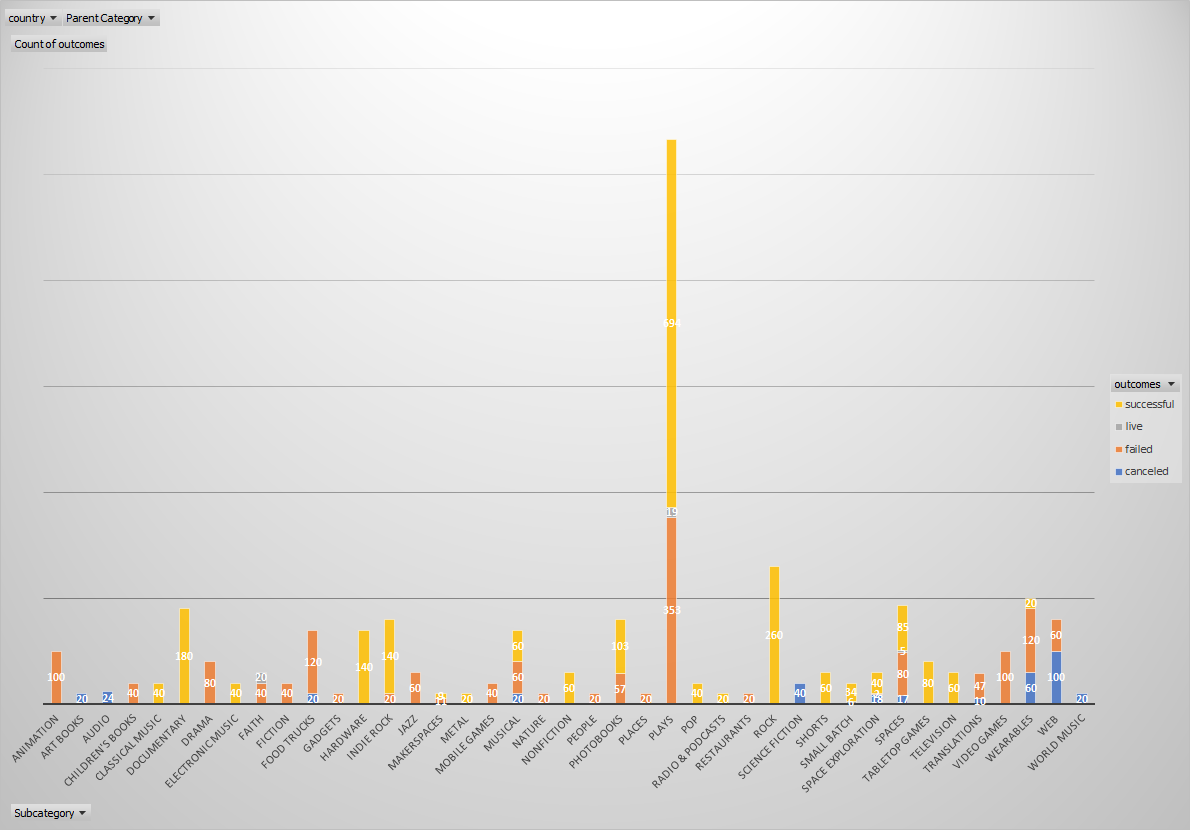 country Parent Category
Count of outcomes
694
19
353
100
20
24
40
40
180
80
40
20
40
40
120
20
20
140
140
20
60
9
11
20
40
60
60
20
20
60
20
103
57
20
40
20
20
260
40
60
34
6
40
2
18
85
5
80
17
80
60
47
10
100
20
120
60
60
100
20
outcomes
successful
live
failed
canceled
ANIMATION
ART BOOKS
AUDIO
CHILDREN'S BOOKS
CLASSICAL MUSIC
DOCUMENTARY
DRAMA
ELECTRONIC MUSIC
FAITH
FICTION
FOOD TRUCKS
GADGETS
HARDWARE
INDIE ROCK
JAZZ
MAKERSPACES
METAL
MOBILE GAMES
MUSICAL
NATURE
NONFICTION
PEOPLE
PHOTOBOOKS
PLACES
PLAYS
POP
RADIO & PODCASTS
RESTAURANTS
ROCK
SCIENCE FICTION
SHORTS
SMALL BATCH
SPACE EXPLORATION
SPACES
TABLETOP GAMES
TELEVISION
TRANSLATIONS
VIDEO GAMES
WEARABLES
WEB
WORLD MUSIC
Subcategory